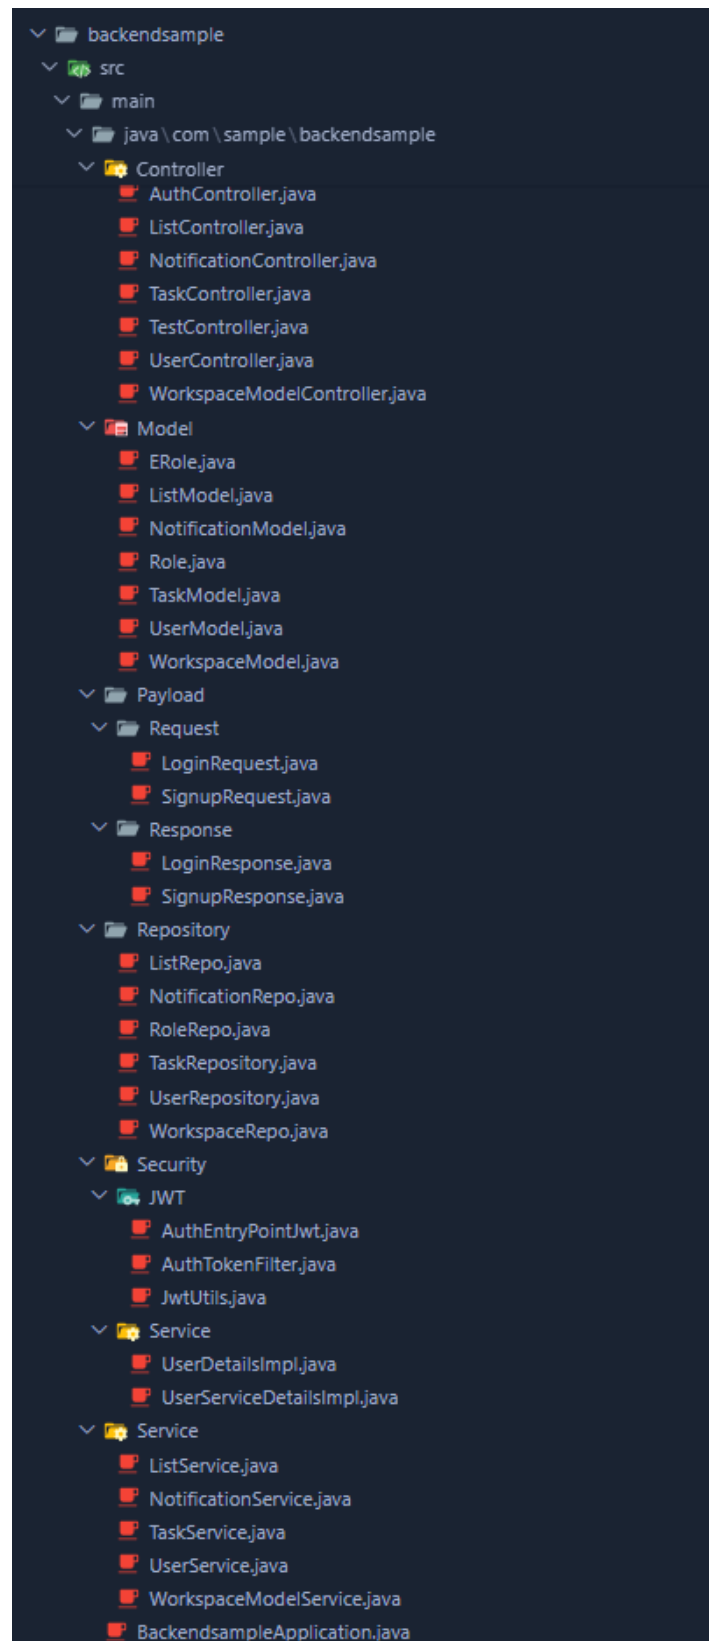 backendsample
src
main
java\com\sample\backendsample
Controller
AuthController.java
ListController.java
NotificationController.java
TaskController.java
TestController.java
UserController.java
WorkspaceModelController.java
Model
ERole.java
ListModel.java
NotificationModel.java
Role.java
TaskModel.java
UserModel.java
WorkspaceModel.java
Payload
Request
LoginRequest.java
SignupRequest.java
Response
LoginResponse.java
SignupResponse.java
Repository
ListRepo.java
NotificationRepo.java
RoleRepo.java
TaskRepository.java
UserRepository.java
WorkspaceRepo.java
Security
JWT
AuthEntryPointJwt.java
AuthTokenFilter.java
JwtUtils.java
Service
UserDetailsImpl.java
UserServiceDetailsImpl.java
Service
ListService.java
NotificationService.java
TaskService.java
UserService.java
WorkspaceModelService.java
BackendsampleApplication.java